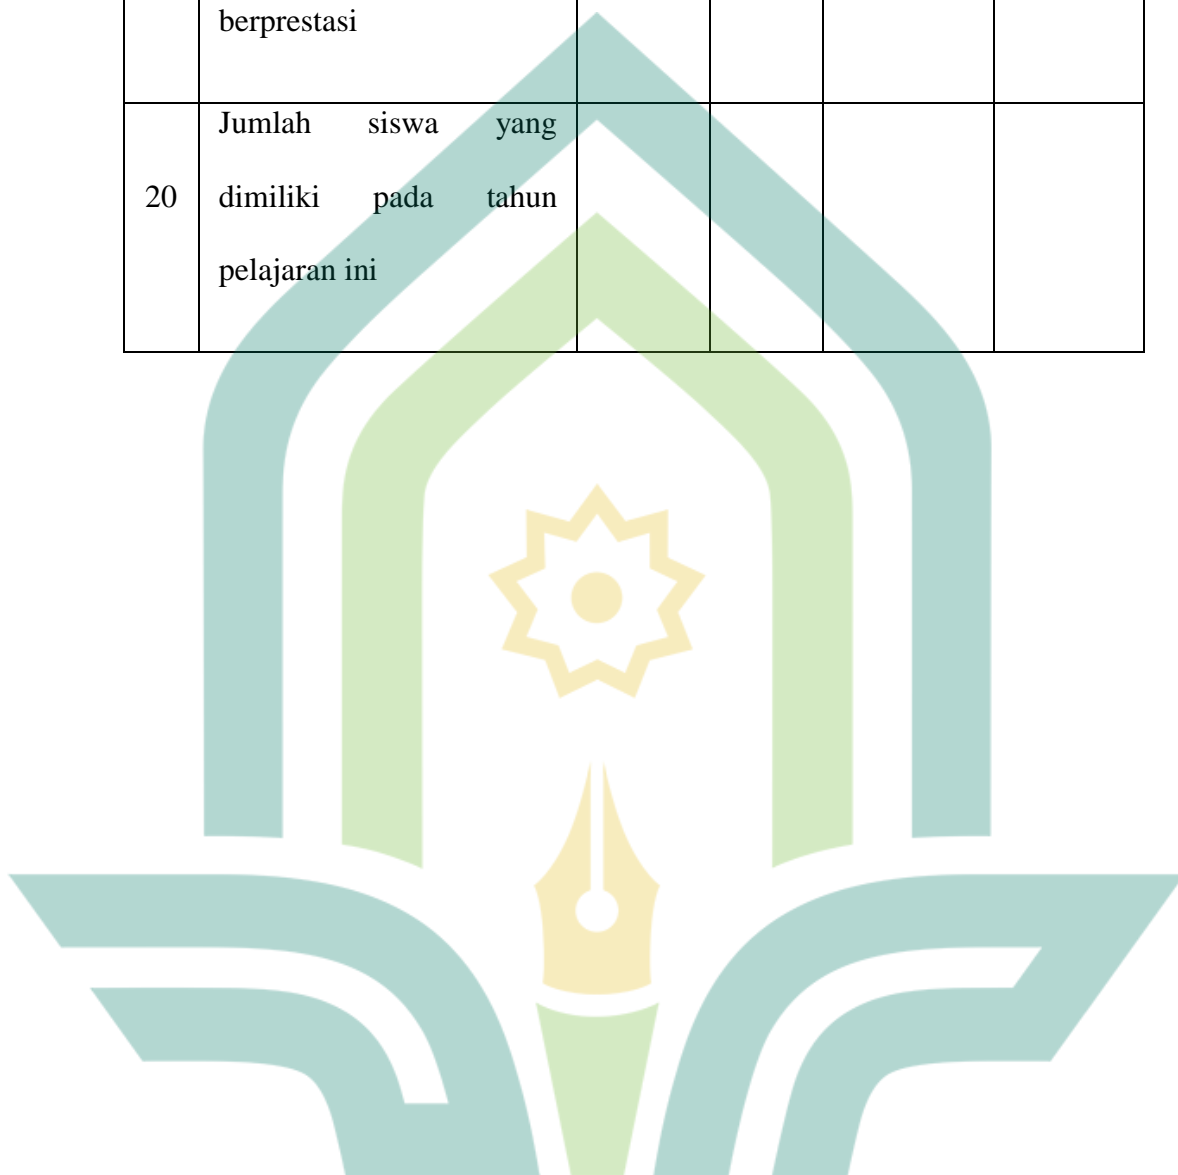 berprestasi
Jumlah siswa yang
20 dimiliki pada tahun
pelajaran ini